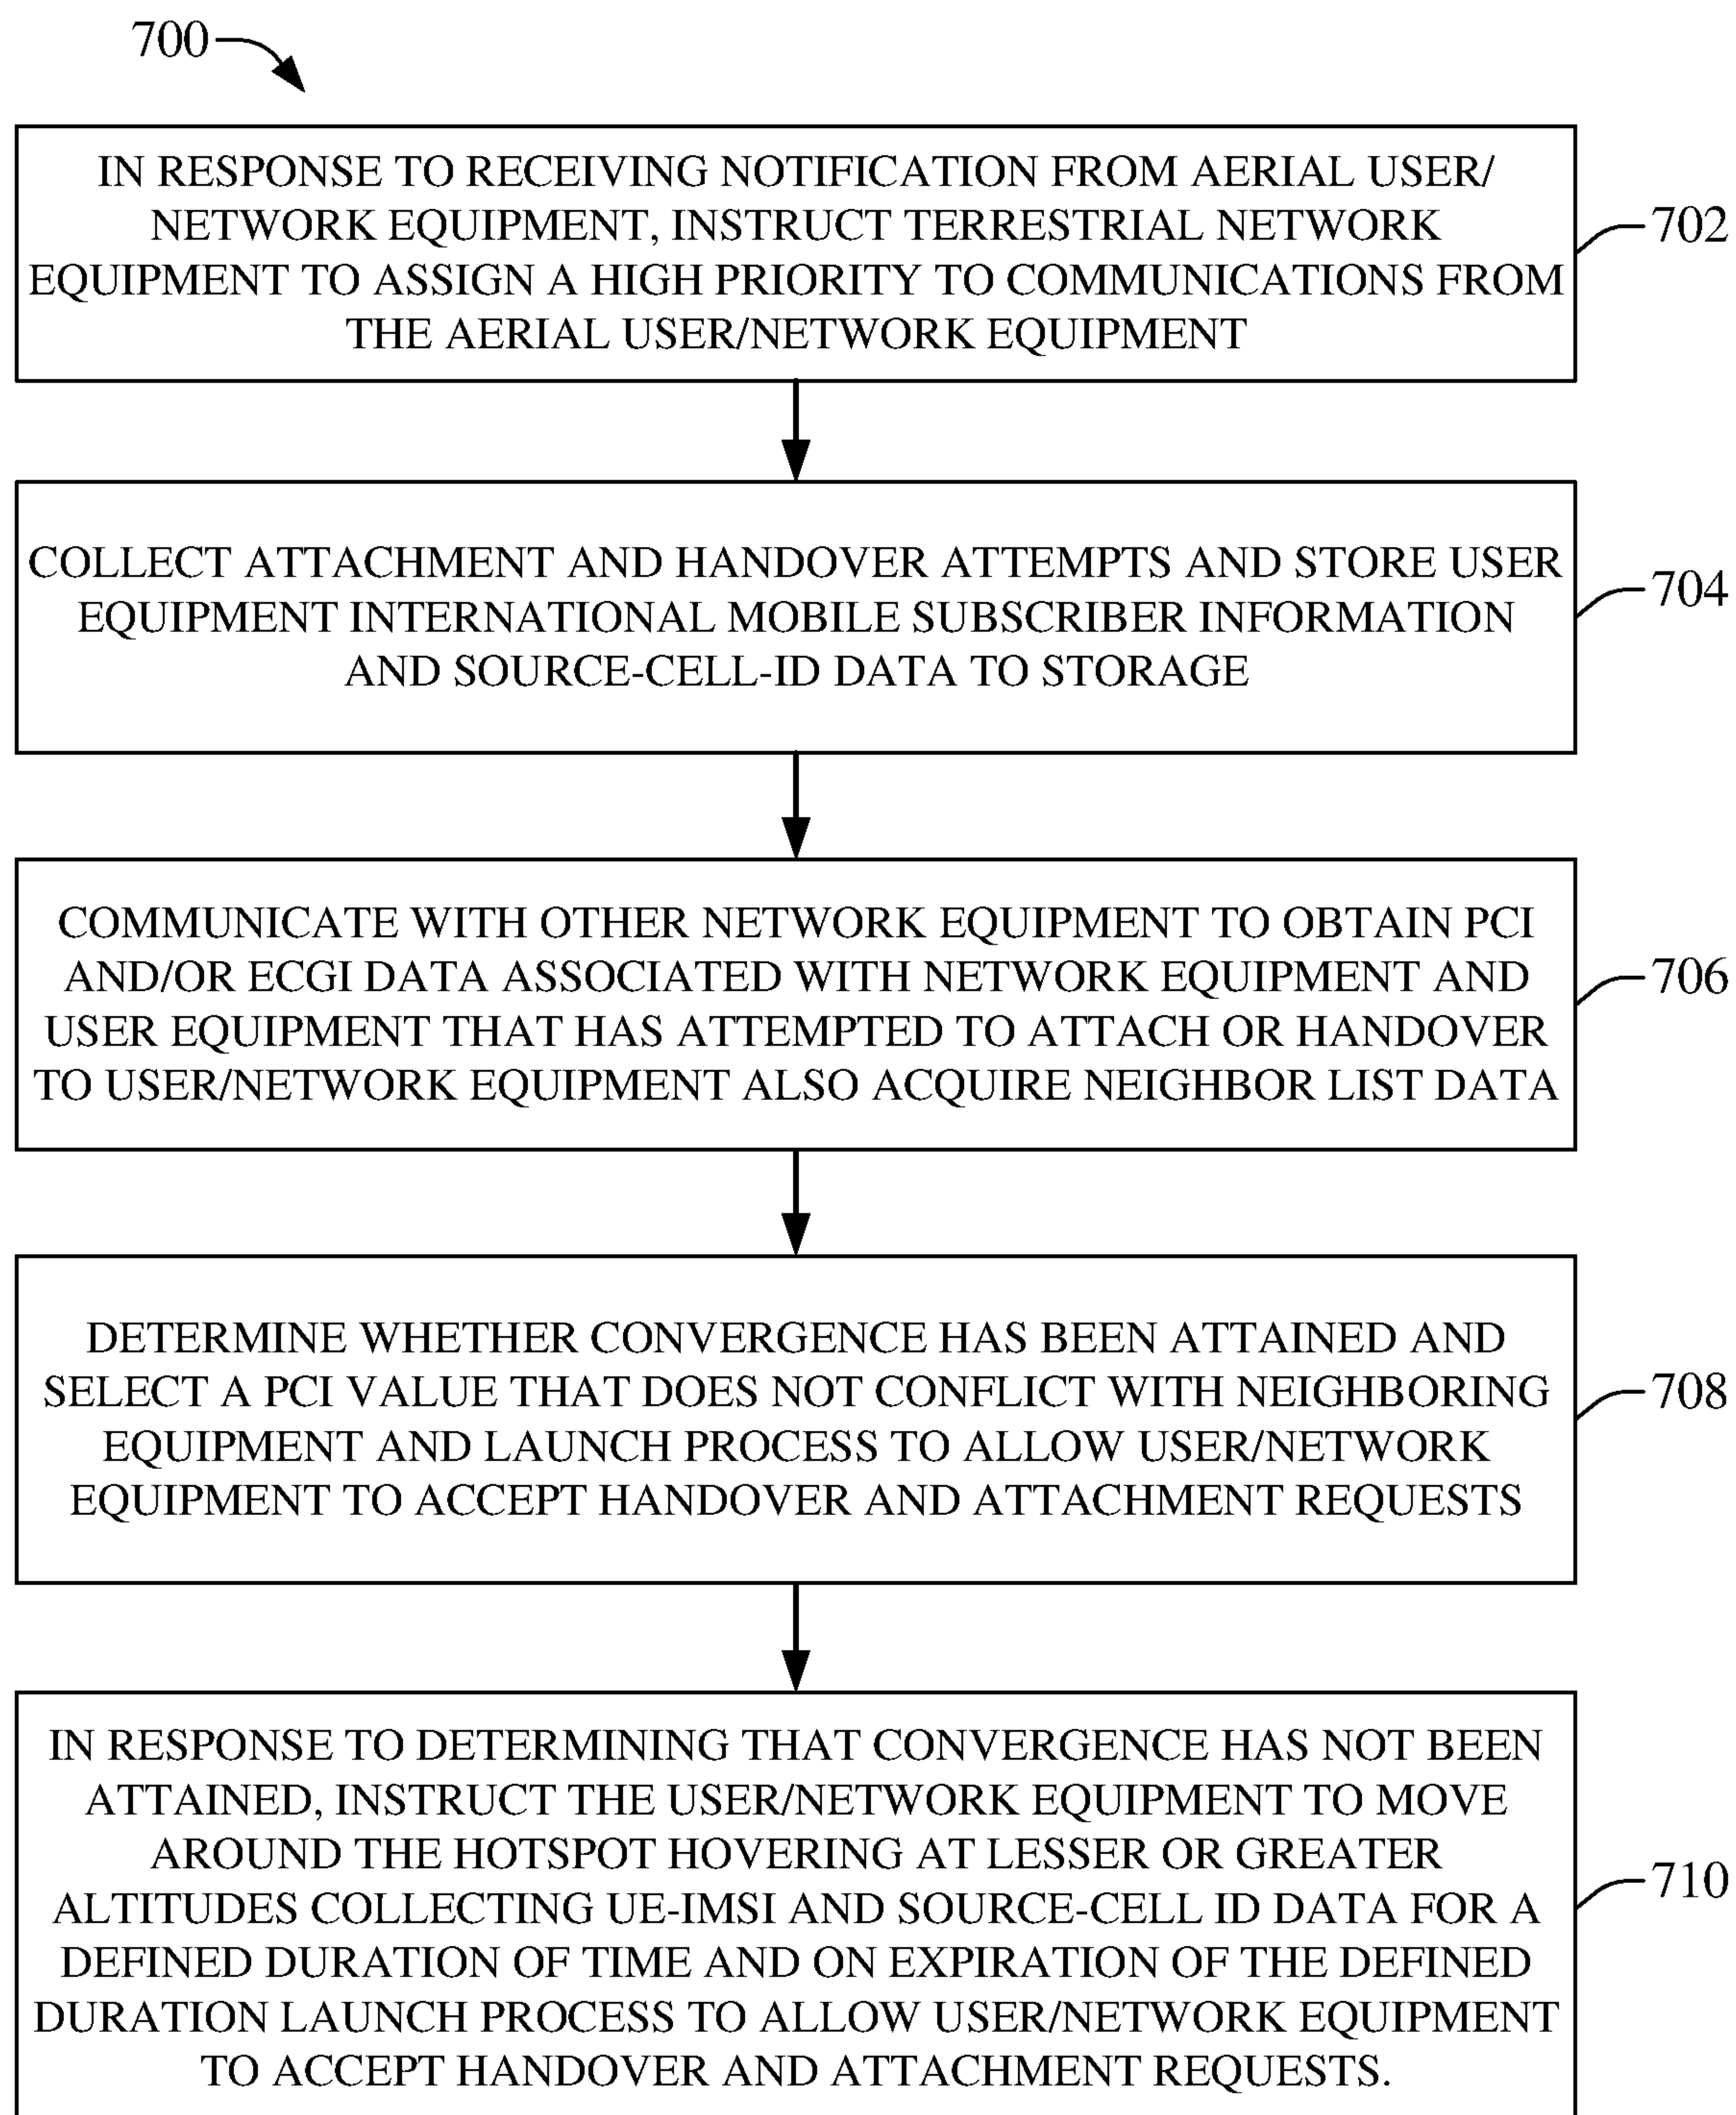 700
IN RESPONSE TO RECEIVING NOTIFICATION FROM AERIAL USER/
NETWORK EQUIPMENT, INSTRUCT TERRESTRIAL NETWORK
EQUIPMENT TO ASSIGN A HIGH PRIORITY TO COMMUNICATIONS FROM
THE AERIAL USER/NETWORK EQUIPMENT
702
COLLECT ATTACHMENT AND HANDOVER ATTEMPTS AND STORE USER
EQUIPMENT INTERNATIONAL MOBILE SUBSCRIBER INFORMATION
AND SOURCE-CELL-ID DATA TO STORAGE
704
COMMUNICATE WITH OTHER NETWORK EQUIPMENT TO OBTAIN PCI
AND/OR ECGI DATA ASSOCIATED WITH NETWORK EQUIPMENT AND
USER EQUIPMENT THAT HAS ATTEMPTED TO ATTACH OR HANDOVER
TO USER/NETWORK EQUIPMENT ALSO ACQUIRE NEIGHBOR LIST DATA
706
DETERMINE WHETHER CONVERGENCE HAS BEEN ATTAINED AND
SELECT A PCI VALUE THAT DOES NOT CONFLICT WITH NEIGHBORING
EQUIPMENT AND LAUNCH PROCESS TO ALLOW USER/NETWORK
EQUIPMENT TO ACCEPT HANDOVER AND ATTACHMENT REQUESTS
708
IN RESPONSE TO DETERMINING THAT CONVERGENCE HAS NOT BEEN
ATTAINED, INSTRUCT THE USER/NETWORK EQUIPMENT TO MOVE
AROUND THE HOTSPOT HOVERING AT LESSER OR GREATER
ALTITUDES COLLECTING UE-IMSI AND SOURCE-CELL ID DATA FOR A
DEFINED DURATION OF TIME AND ON EXPIRATION OF THE DEFINED
DURATION LAUNCH PROCESS TO ALLOW USER/NETWORK EQUIPMENT
TO ACCEPT HANDOVER AND ATTACHMENT REQUESTS.
710